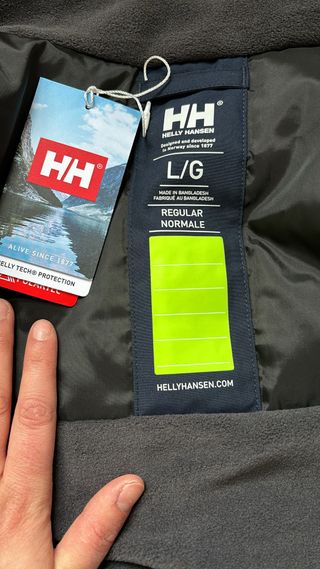 HH®
HELLY HANSEN
Designed and developed
in Norway since 1877
L/G
MADE IN BANGLADESH
FABRIQUÉ AU BANGLADESH
REGULAR
NORMALE
HELLYHANSEN.COM
HH®
ALIVE SINCE 1877
HELLY TECH® PROTECTION
POLARTEC